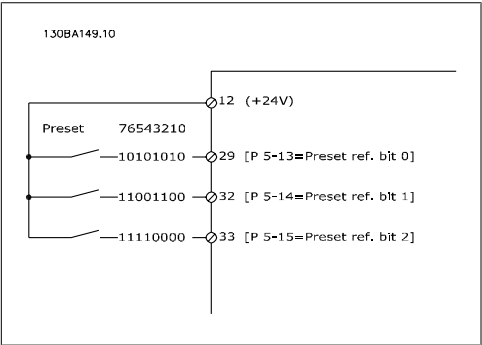 130BA149.10
12 (+24V)
Preset 76543210
10101010 29 [P 5-13=Preset ref. bit 0]
11001100 32 [P 5-14=Preset ref. bit 1]
11110000 33 [P 5-15=Preset ref. bit 2]